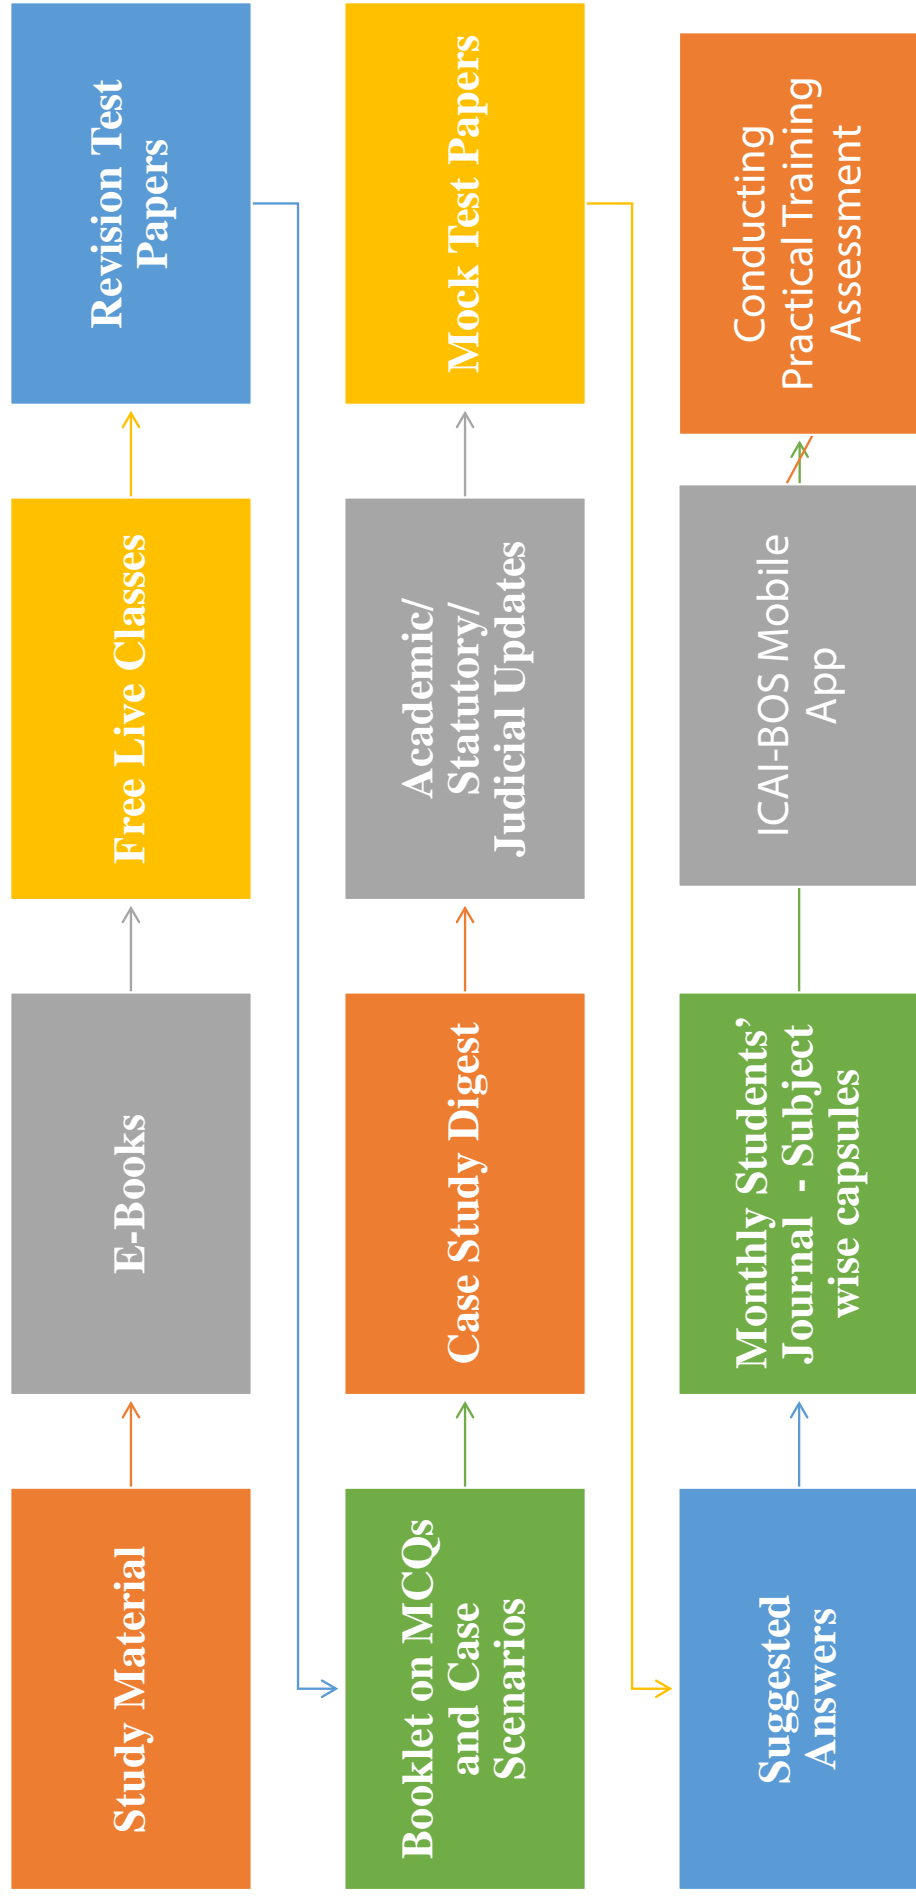 Study Material
E-Books
Free Live Classes
Revision Test
Papers
Booklet on MCQs
and Case
Scenarios
Case Study Digest
Academic/
Statutory/
Judicial Updates
Mock Test Papers
Suggested
Answers
Monthly Students’
Journal - Subject
wise capsules
ICAI-BOS Mobile
App
Conducting
Practical Training
Assessment